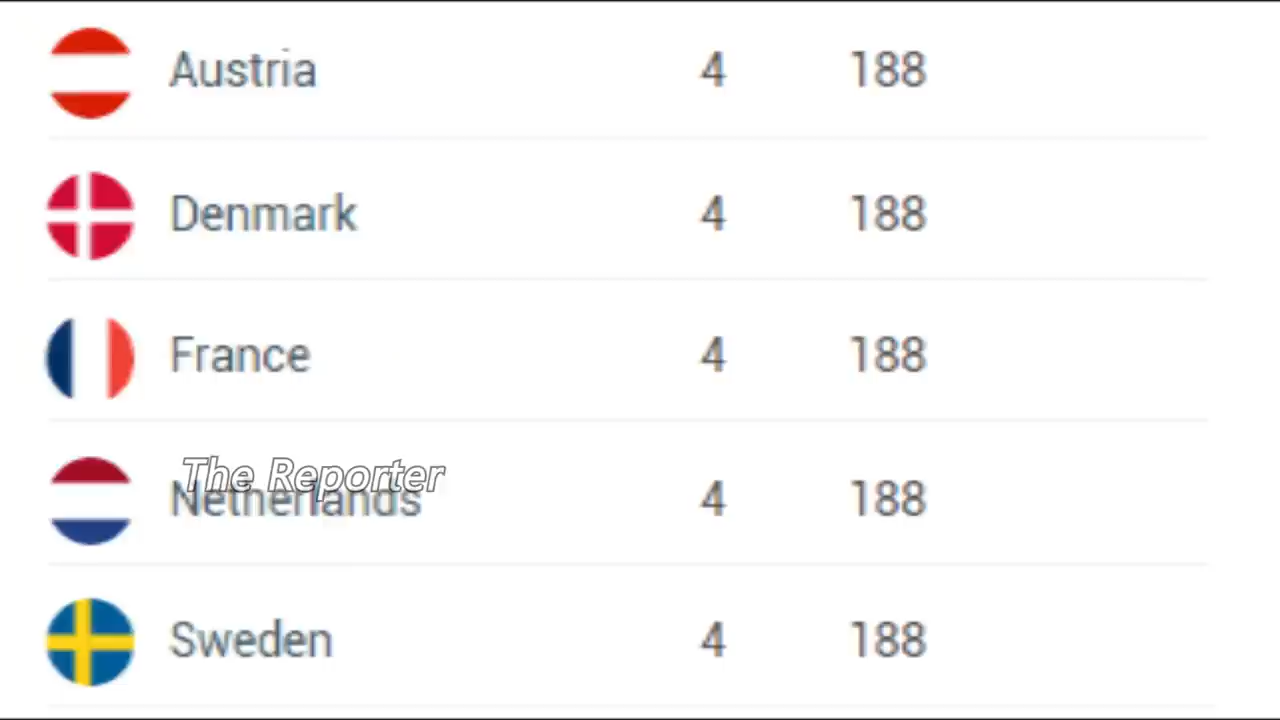 Austria 4 188
Denmark 4 188
France 4 188
The Reporter
Netherlands 4 188
Sweden 4 188